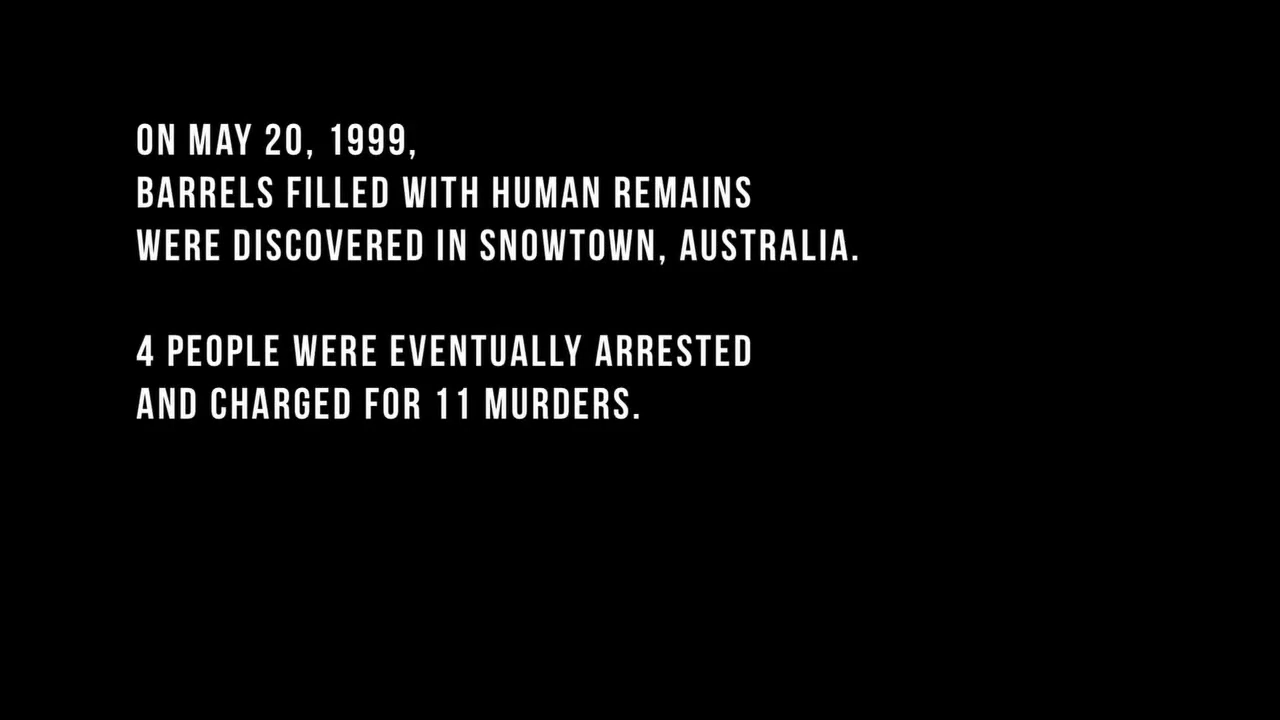 ON MAY 20, 1999,
BARRELS FILLED WITH HUMAN REMAINS
WERE DISCOVERED IN SNOWTOWN, AUSTRALIA.
4 PEOPLE WERE EVENTUALLY ARRESTED
AND CHARGED FOR 11 MURDERS.